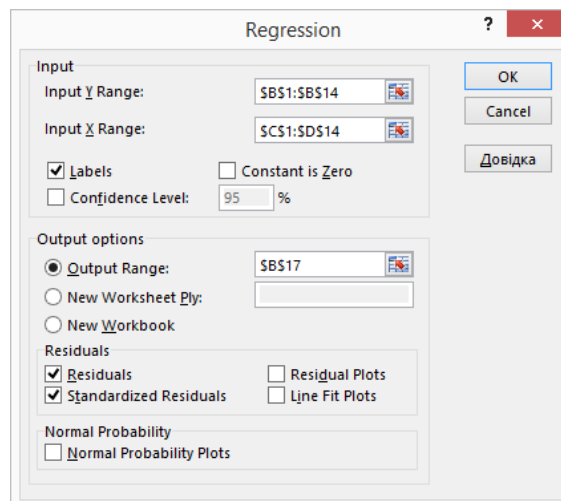 Regression
?
Input
Input Y Range: $B$1:$B$14
Input X Range: $C$1:$D$14
Labels Constant is Zero
Confidence Level: 95 %
OK
Cancel
Довідка
Output options
Output Range: $B$17
New Worksheet Ply:
New Workbook
Residuals
Residuals Residual Plots
Standardized Residuals Line Fit Plots
Normal Probability
Normal Probability Plots